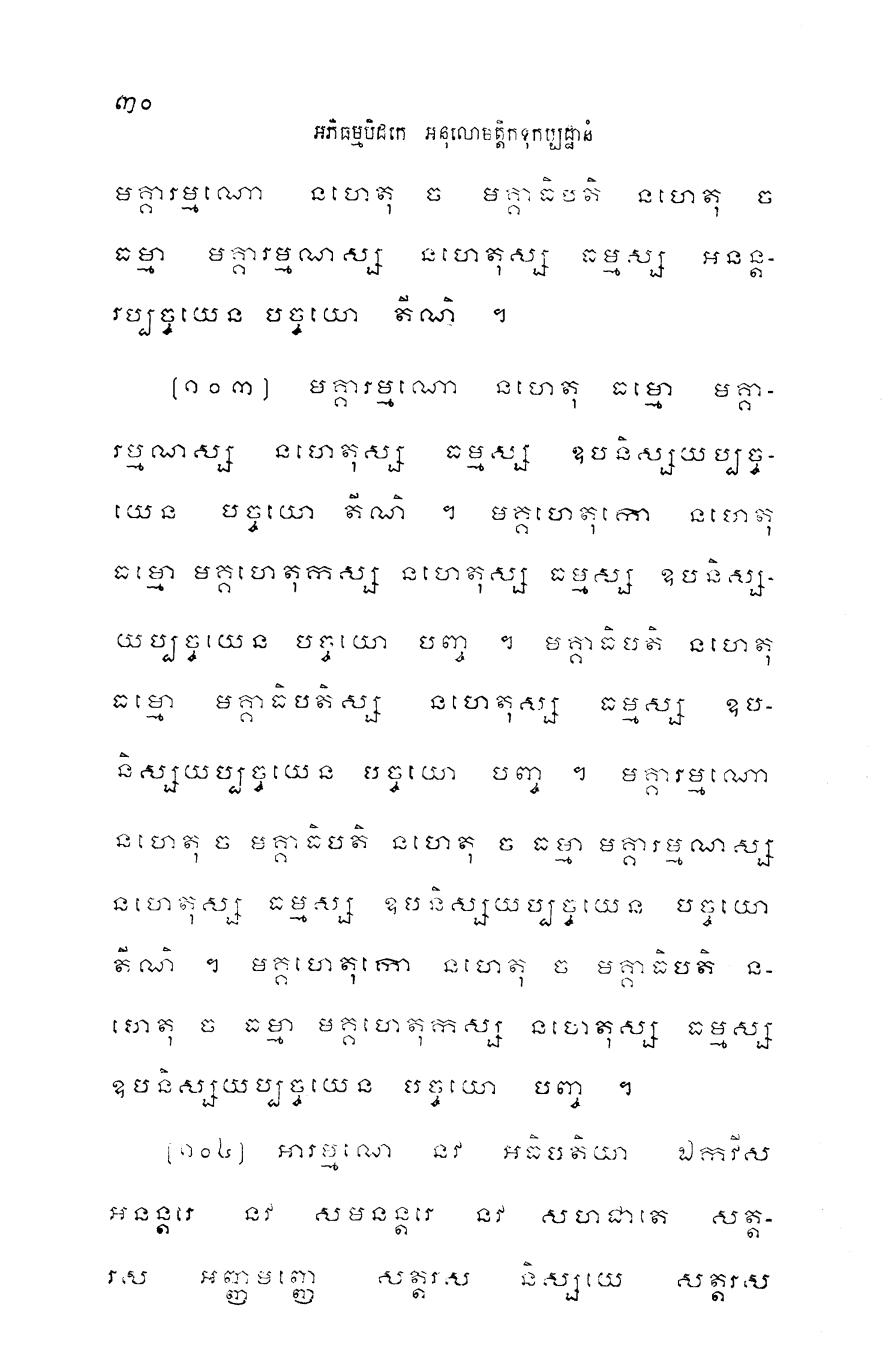 ៣០
អភិធម្មបិដកេ អនុលោមត្តិកទុកប្បដ្ឋានំ
មគ្គារម្មណោ នហេតុ ច មគ្គាធិបតិ នហេតុ ច
ធម្មា មគ្គារម្មណស្ស នហេតុស្ស ធម្មស្ស អនន្ត-
រប្បច្ចយេន បច្ចយោ តីណិ ។
(១០៣) មគ្គារម្មណោ នហេតុ ធម្មោ មគ្គា-
រម្មណស្ស នហេតុស្ស ធម្មស្ស ឧបនិស្សយប្បច្ច-
យេន បច្ចយោ តីណិ ។ មគ្គហេតុកោ នហេតុ
ធម្មោ មគ្គហេតុកស្ស នហេតុស្ស ធម្មស្ស ឧបនិស្ស-
យប្បច្ចយេន បច្ចយោ បញ្ច ។ មគ្គាធិបតិ នហេតុ
ធម្មោ មគ្គាធិបតិស្ស នហេតុស្ស ធម្មស្ស ឧប-
និស្សយប្បច្ចយេន បច្ចយោ បញ្ច ។ មគ្គារម្មណោ
នហេតុ ច មគ្គាធិបតិ នហេតុ ច ធម្មា មគ្គារម្មណស្ស
នហេតុស្ស ធម្មស្ស ឧបនិស្សយប្បច្ចយេន បច្ចយោ
តីណិ ។ មគ្គហេតុកោ នហេតុ ច មគ្គាធិបតិ ន-
ហេតុ ច ធម្មា មគ្គហេតុកស្ស នហេតុស្ស ធម្មស្ស
ឧបនិស្សយប្បច្ចយេន បច្ចយោ បញ្ច ។
(១០៤) អារម្មណេ នវ អធិបតិយា ឯកវីស
អនន្តរេ នវ សមនន្តរេ នវ សហជាតេ សត្ត-
រស អញ្ញមញ្ញេ សត្តរស និស្សយេ សត្តរស